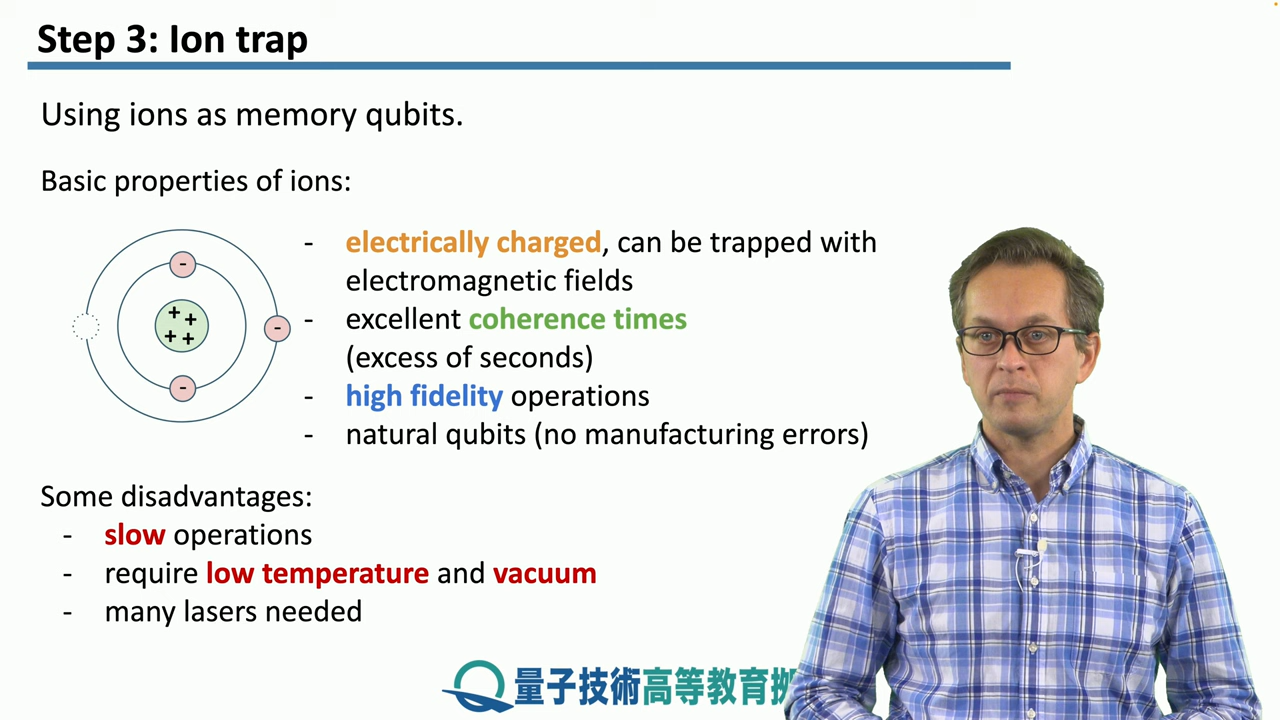 Step 3: Ion trap
Using ions as memory qubits.
Basic properties of ions:
- electrically charged, can be trapped with
electromagnetic fields
- excellent coherence times
(excess of seconds)
- high fidelity operations
- natural qubits (no manufacturing errors)
-
+ +
+ +
-
-
Some disadvantages:
- slow operations
- require low temperature and vacuum
- many lasers needed
量子技術高等教育拠